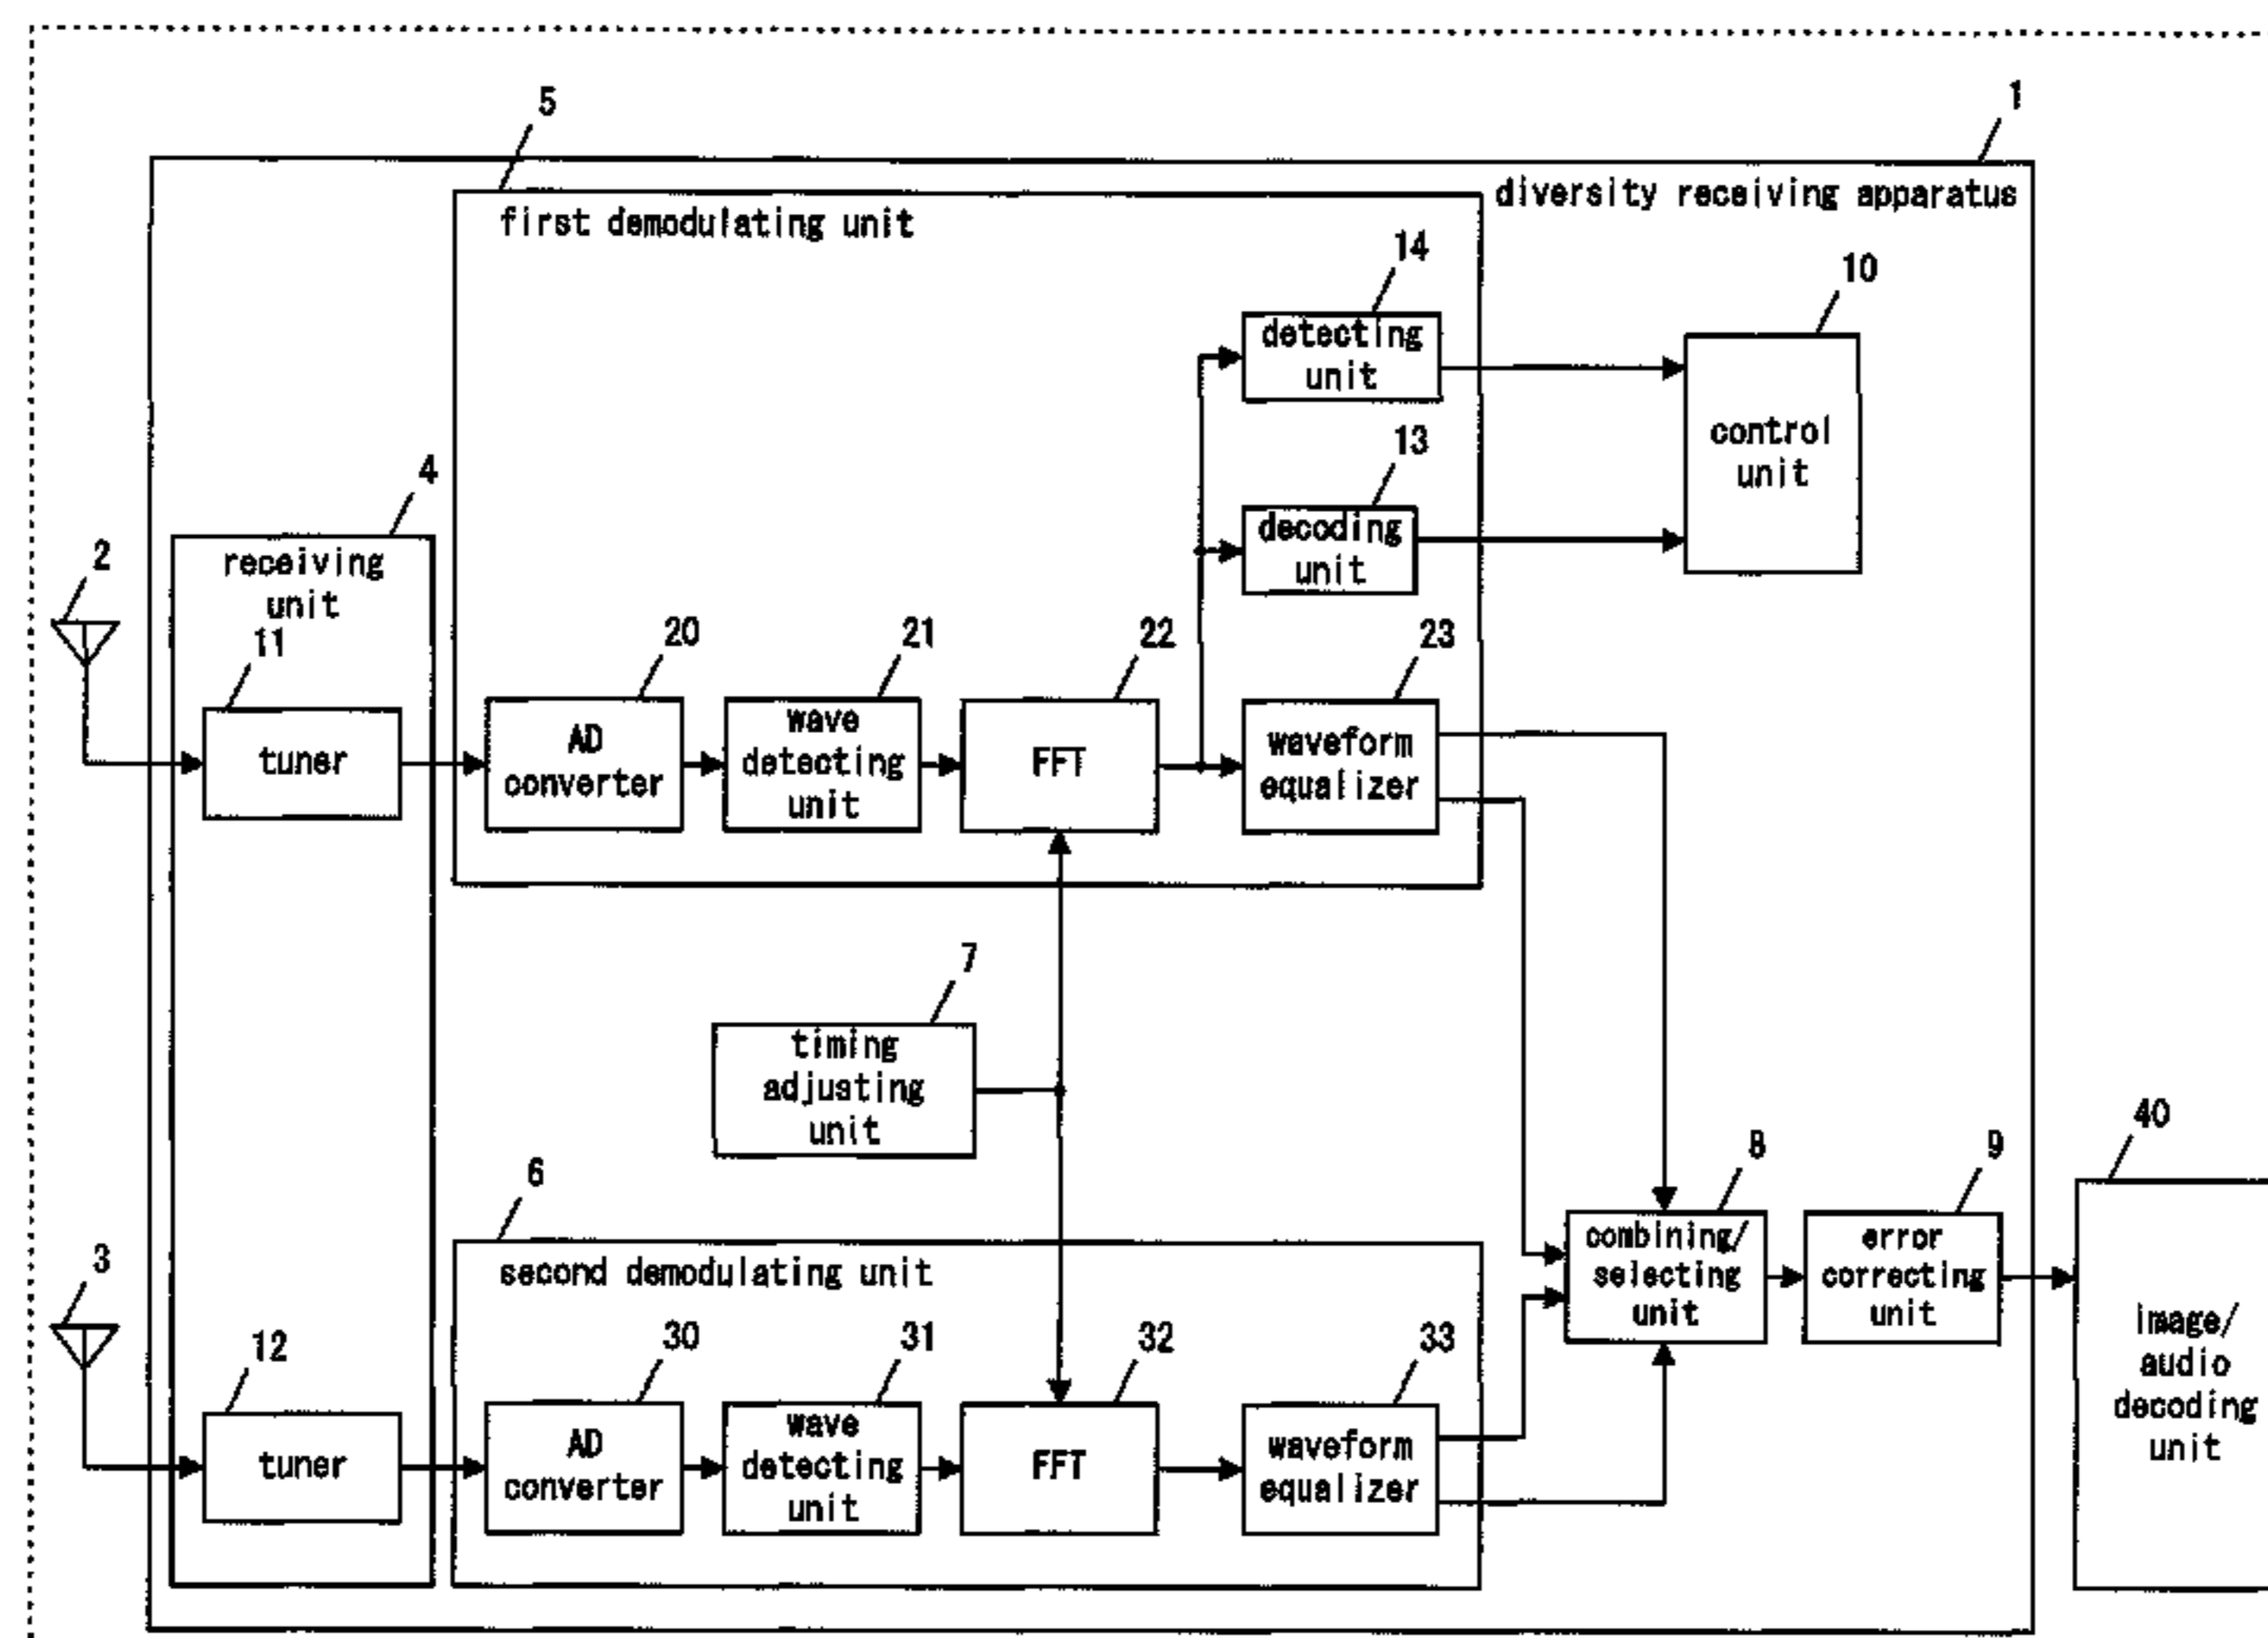 5
1
diversity receiving apparatus
first demodulating unit
14
detecting
unit
10
control
unit
13
decoding
unit
4
receiving
unit
2
11
tuner
20
AD
converter
21
wave
detecting
unit
22
FFT
23
waveform
equalizer
7
timing
adjusting
unit
6
second demodulating unit
3
12
tuner
30
AD
converter
31
wave
detecting
unit
32
FFT
33
waveform
equalizer
8
combining/
selecting
unit
9
error
correcting
unit
40
image/
audio
decoding
unit